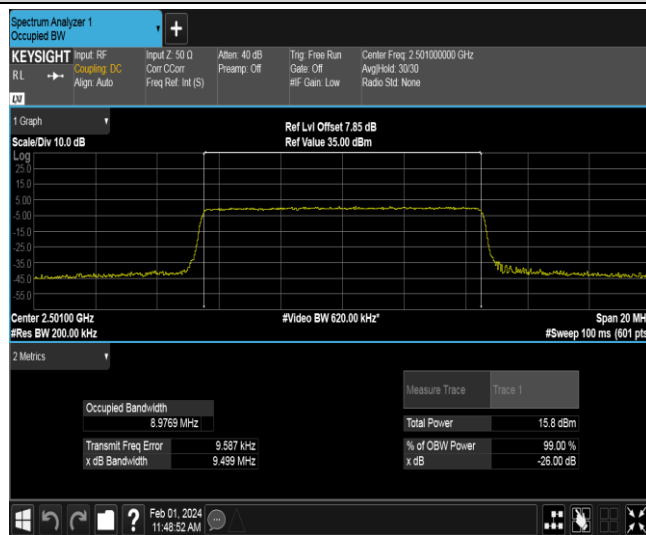 Spectrum Analyzer 1
Occupied BW
+
KEYSIGHT Input: RF Input Z: 50 Ω Atten: 40 dB Trig: Free Run Center Freq: 2.501000000 GHz
RL Coupling: DC Corr CCorr Preamp: Off Gate: Off Avg|Hold: 30/30
Align: Auto Freq Ref: Int (S) #IF Gain: Low Radio Std: None
LXI
1 Graph Ref Lvl Offset 7.85 dB
Scale/Div 10.0 dB Ref Value 35.00 dBm
Log
25.0
15.0
5.00
-5.00
-15.0
-25.0
-35.0
-45.0
-55.0
Center 2.50100 GHz #Video BW 620.00 kHz* Span 20 MH
#Res BW 200.00 kHz #Sweep 100 ms (601 pts
2 Metrics
Measure Trace Trace 1
Occupied Bandwidth
8.9769 MHz Total Power 15.8 dBm
Transmit Freq Error 9.587 kHz % of OBW Power 99.00 %
x dB Bandwidth 9.499 MHz x dB -26.00 dB
? Feb 01, 2024
11:48:52 AM